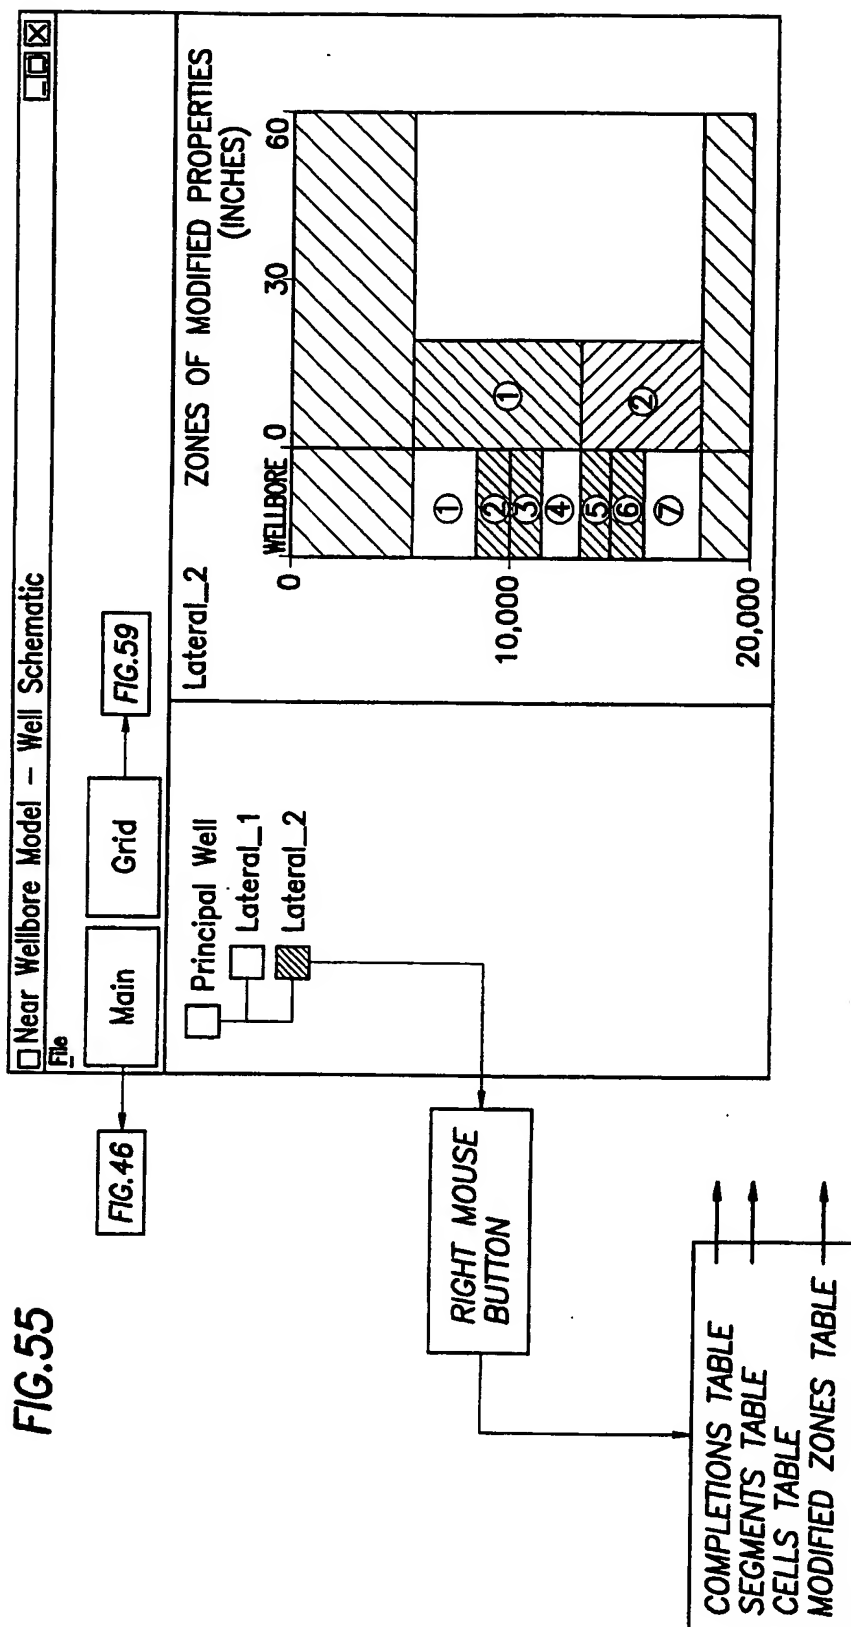 FIG.55
Near Wellbore Model – Well Schematic
File
Main
Grid
FIG.46
FIG.59
Principal Well
Lateral_1
Lateral_2
Lateral_2
ZONES OF MODIFIED PROPERTIES
(INCHES)
WELLBORE
0
30
60
0
10,000
20,000
1
2
3
4
5
6
7
1
2
RIGHT MOUSE
BUTTON
COMPLETIONS TABLE
SEGMENTS TABLE
CELLS TABLE
MODIFIED ZONES TABLE